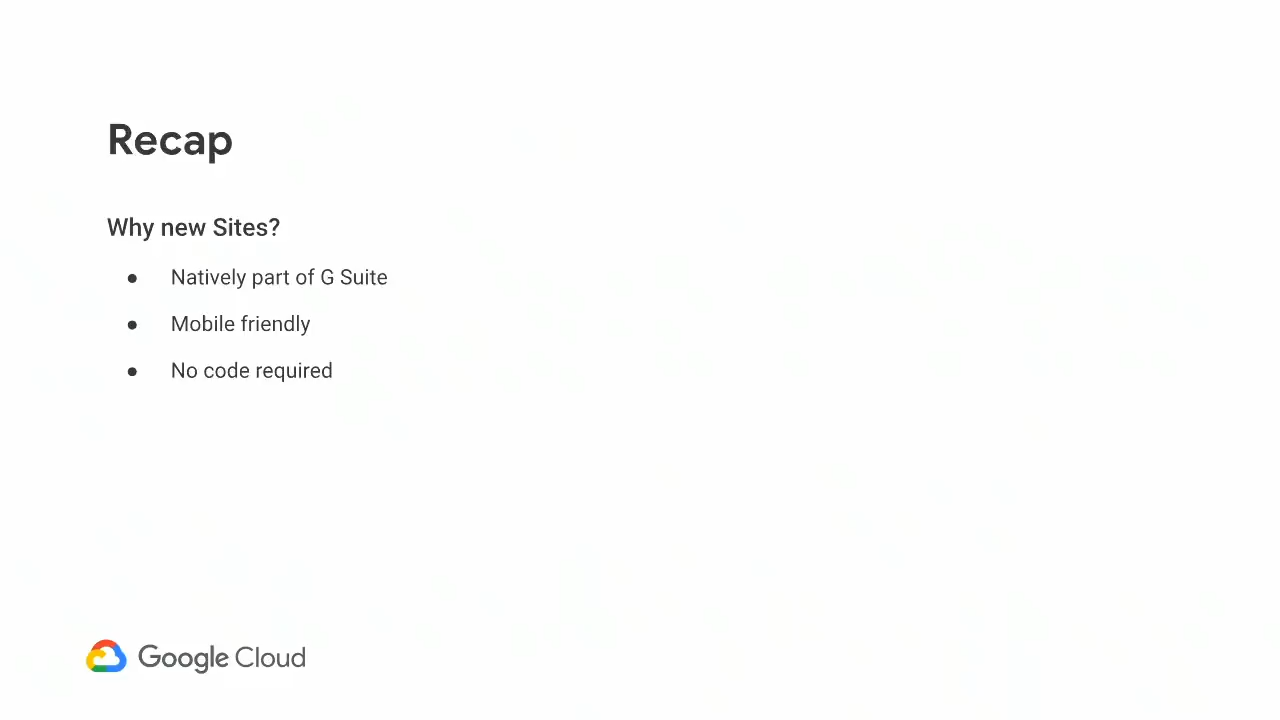 Recap
Why new Sites?
● Natively part of G Suite
● Mobile friendly
● No code required
Google Cloud